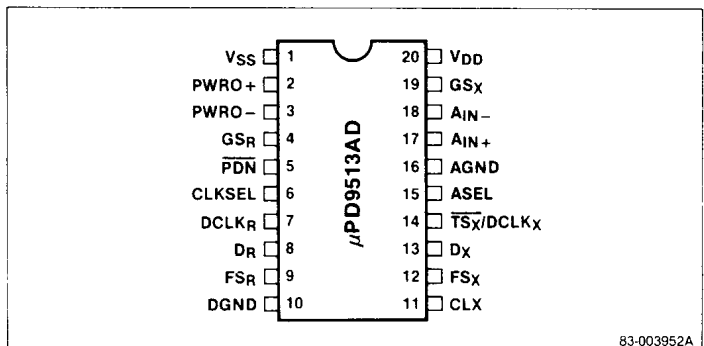 VSS 1 20 VDD
PWRO+ 2 19 GSX
PWRO− 3 18 AIN−
GSR 4 17 AIN+
P̅D̅N̅ 5 16 AGND
CLKSEL 6 15 ASEL
DCLKR 7 14 T̅S̅X̅/DCLKX
DR 8 13 DX
FSR 9 12 FSX
DGND 10 11 CLX
μPD9513AD
83-003952A